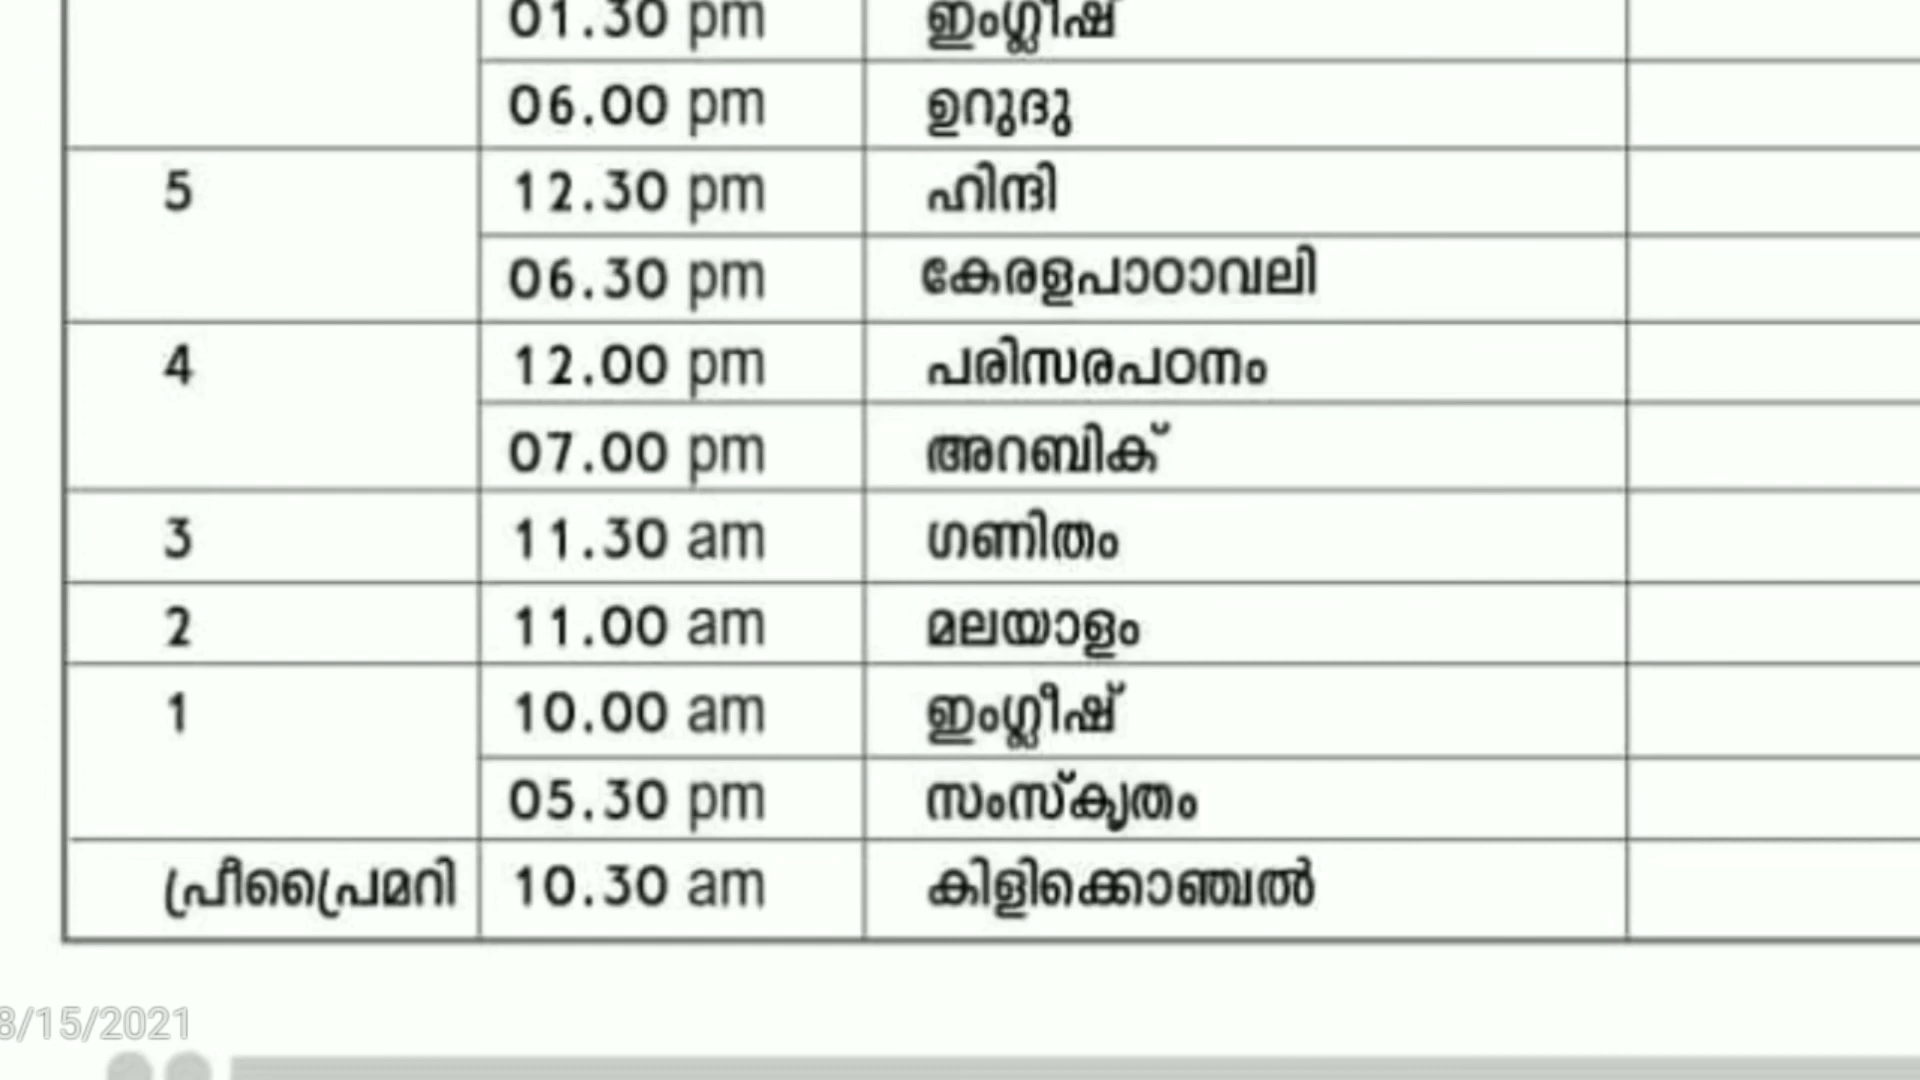 01.30 pm ഇംഗ്ലീഷ്
06.00 pm ഉറുദു
5 12.30 pm ഹിന്ദി
06.30 pm കേരളപാഠാവലി
4 12.00 pm പരിസരപഠനം
07.00 pm അറബിക്
3 11.30 am ഗണിതം
2 11.00 am മലയാളം
1 10.00 am ഇംഗ്ലീഷ്
05.30 pm സംസ്കൃതം
പ്രീപ്രൈമറി 10.30 am കിളിക്കൊഞ്ചൽ
8/15/2021